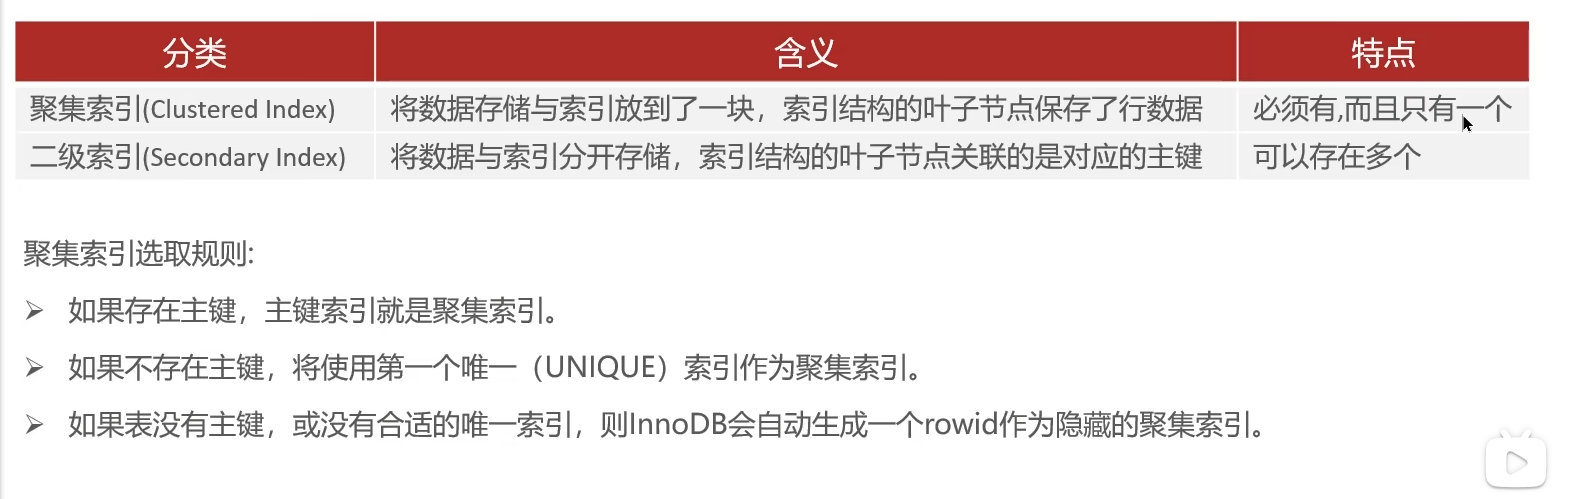 分类 含义 特点
聚集索引(Clustered Index) 将数据存储与索引放到了一块，索引结构的叶子节点保存了行数据 必须有,而且只有一个
二级索引(Secondary Index) 将数据与索引分开存储，索引结构的叶子节点关联的是对应的主键 可以存在多个
聚集索引选取规则:
➢ 如果存在主键，主键索引就是聚集索引。
➢ 如果不存在主键，将使用第一个唯一（UNIQUE）索引作为聚集索引。
➢ 如果表没有主键，或没有合适的唯一索引，则InnoDB会自动生成一个rowid作为隐藏的聚集索引。